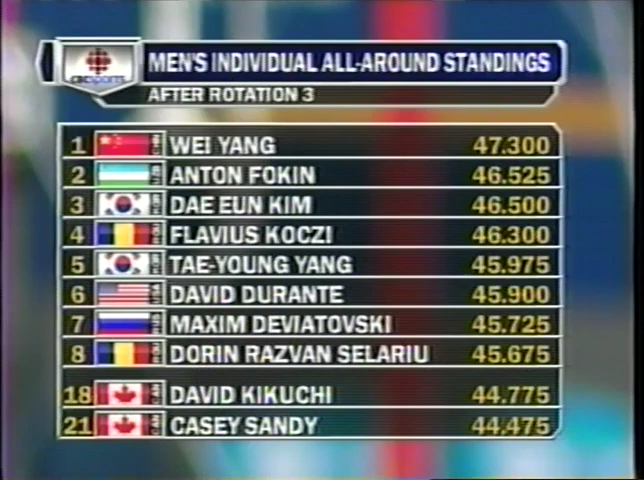 MEN'S INDIVIDUAL ALL-AROUND STANDINGS
CBC SPORTS
AFTER ROTATION 3
1 WEI YANG 47.300
2 ANTON FOKIN 46.525
3 DAE EUN KIM 46.500
4 FLAVIUS KOCZI 46.300
5 TAE-YOUNG YANG 45.975
6 DAVID DURANTE 45.900
7 MAXIM DEVIATOVSKI 45.725
8 DORIN RAZVAN SELARIU 45.675
18 DAVID KIKUCHI 44.775
21 CASEY SANDY 44.475